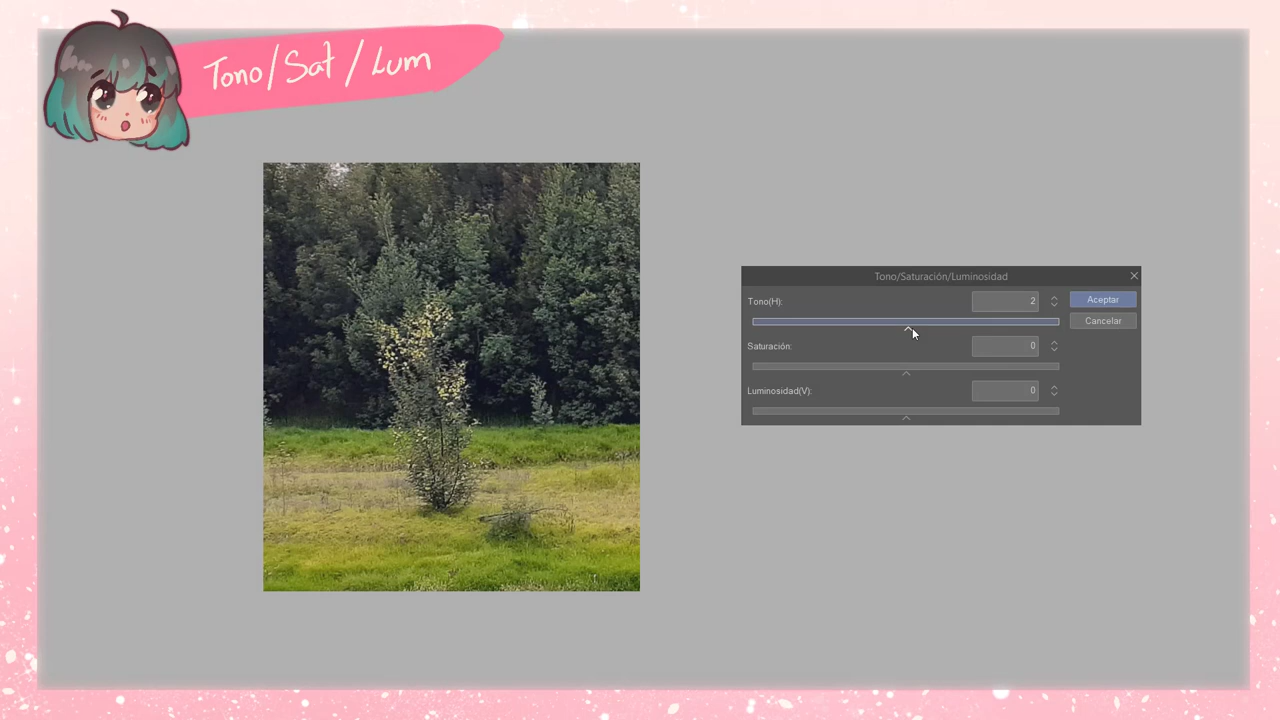 Tono/Sat/Lum
Tono/Saturación/Luminosidad
Tono(H): 2
Aceptar
Cancelar
Saturación: 0
Luminosidad(V): 0